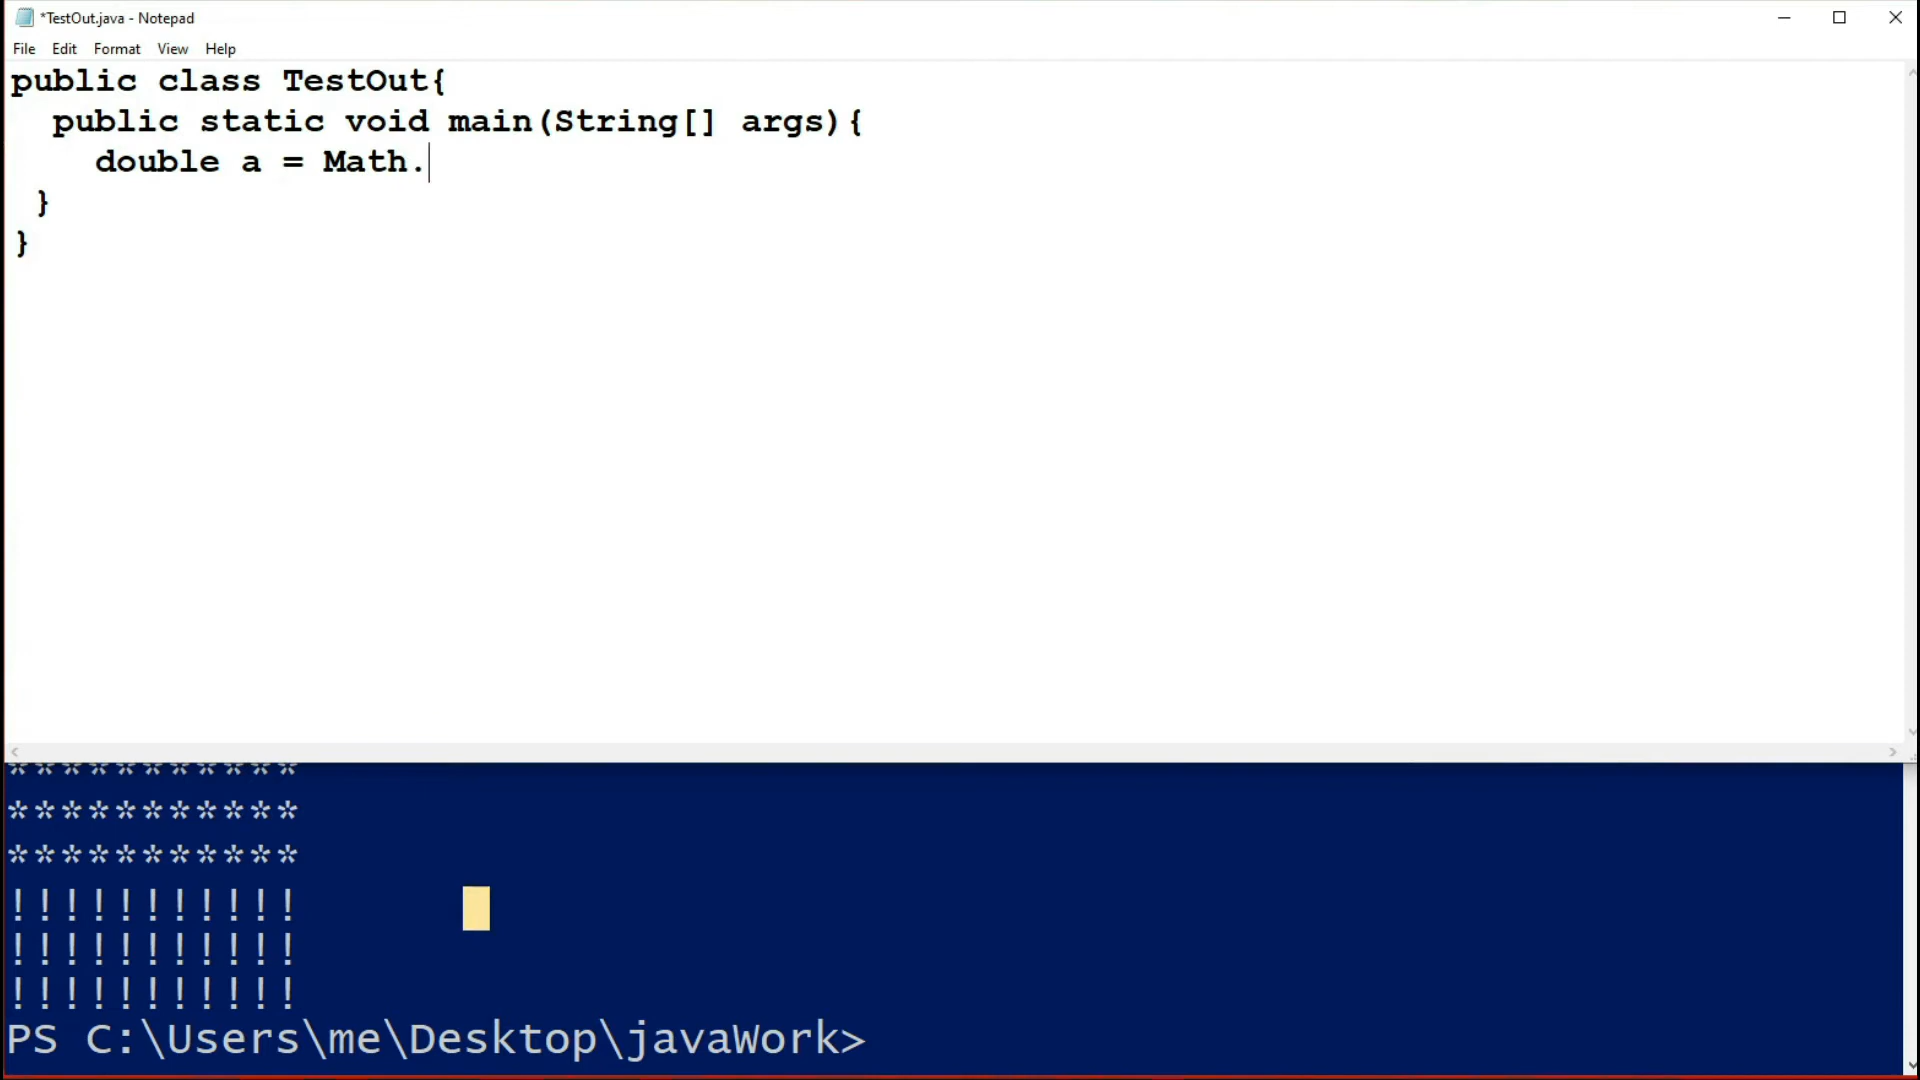 *TestOut.java - Notepad
File Edit Format View Help
public class TestOut{
  public static void main(String[] args){
    double a = Math.
 }
}
***********
***********
***********
!!!!!!!!!!!
!!!!!!!!!!!
!!!!!!!!!!!
PS C:\Users\me\Desktop\javaWork>